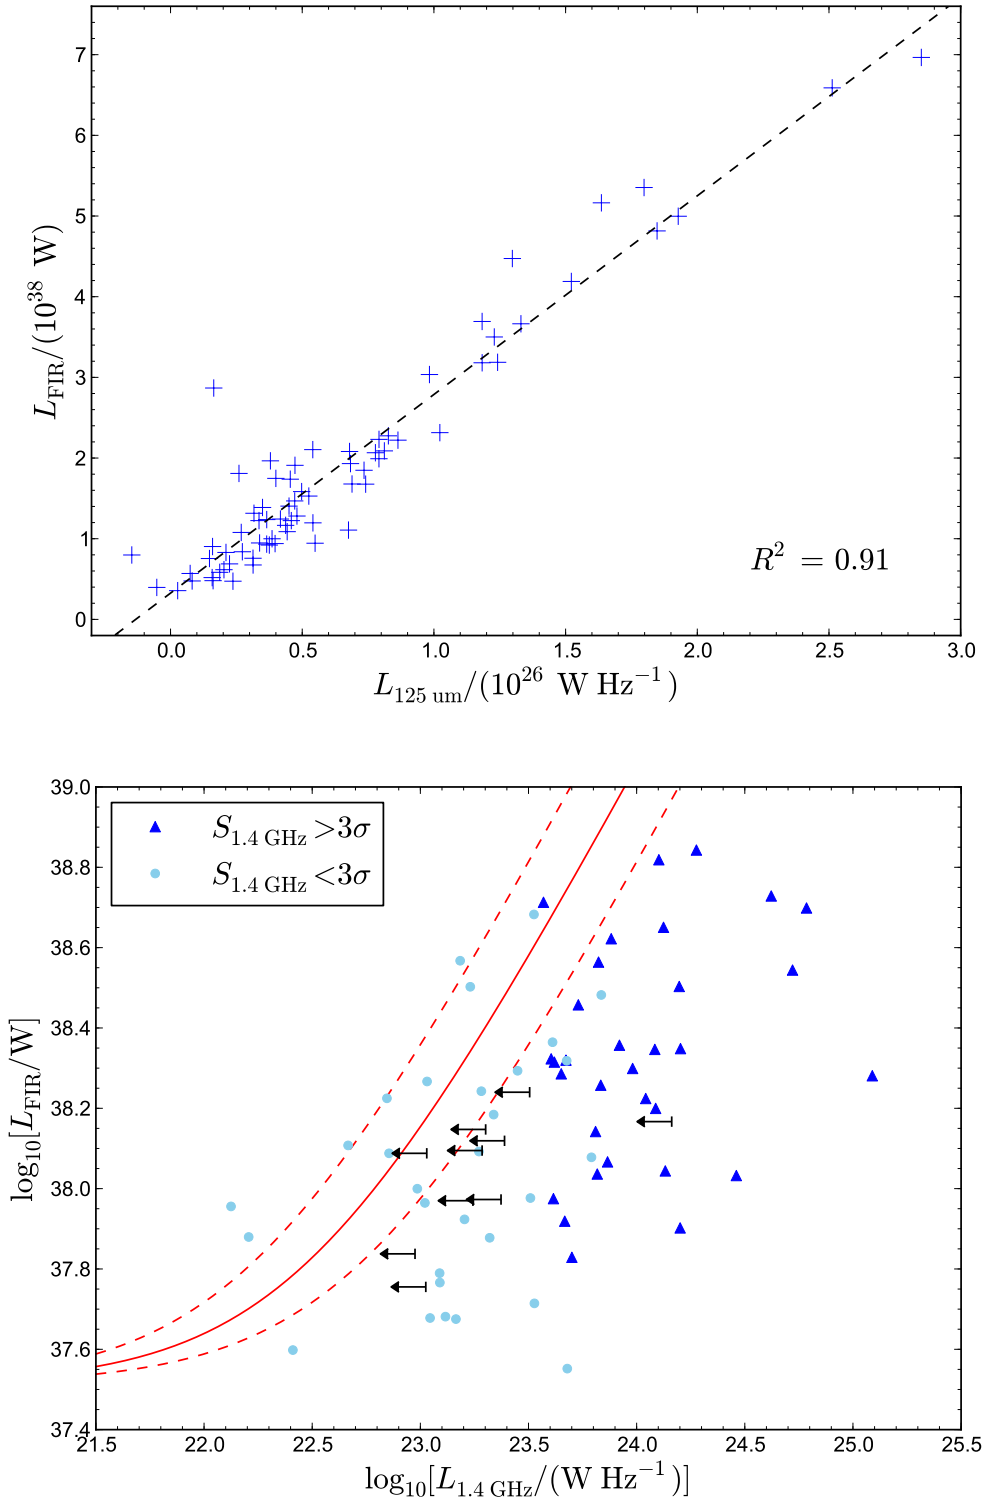 7
6
5
4
3
2
1
0
L_FIR/(10^38 W)
R² = 0.91
0.0 0.5 1.0 1.5 2.0 2.5 3.0
L_125 um/(10^26 W Hz^−1)
39.0
38.8
38.6
38.4
38.2
38.0
37.8
37.6
37.4
log_10[L_FIR/W]
S_1.4 GHz >3σ
S_1.4 GHz <3σ
21.5 22.0 22.5 23.0 23.5 24.0 24.5 25.0 25.5
log_10[L_1.4 GHz/(W Hz^−1)]